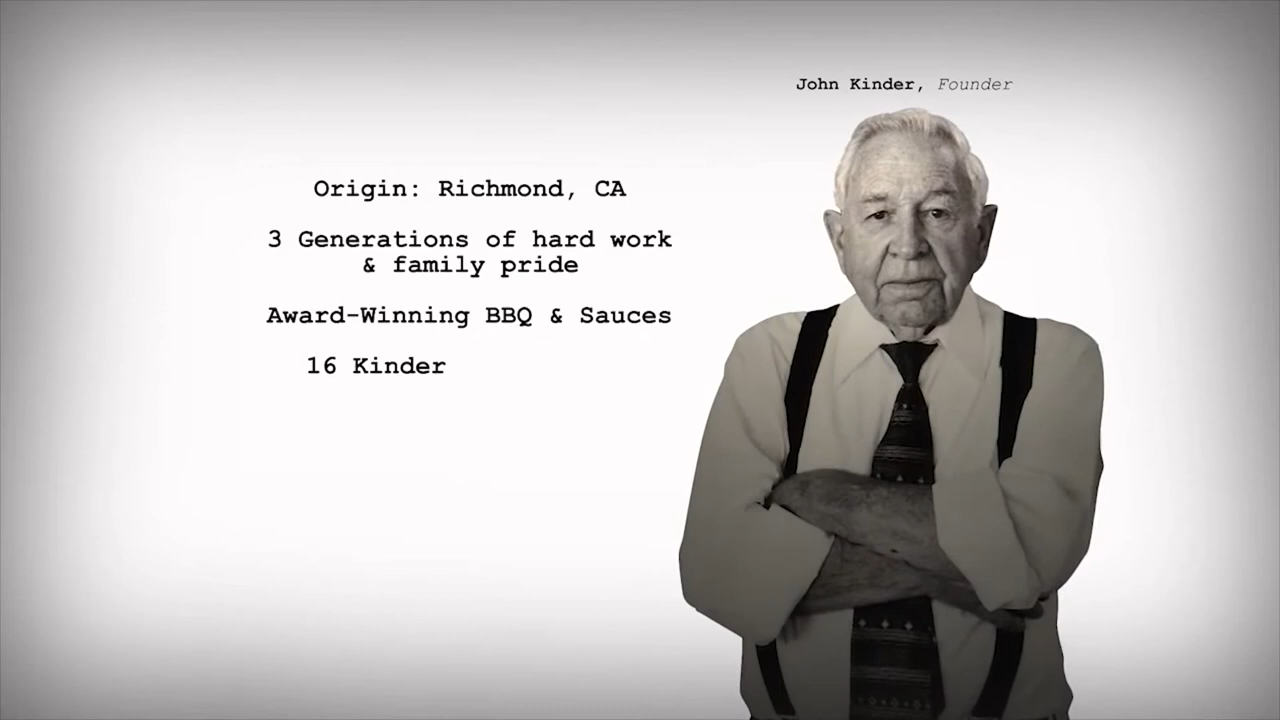 John Kinder, Founder
Origin: Richmond, CA
3 Generations of hard work
& family pride
Award-Winning BBQ & Sauces
16 Kinder